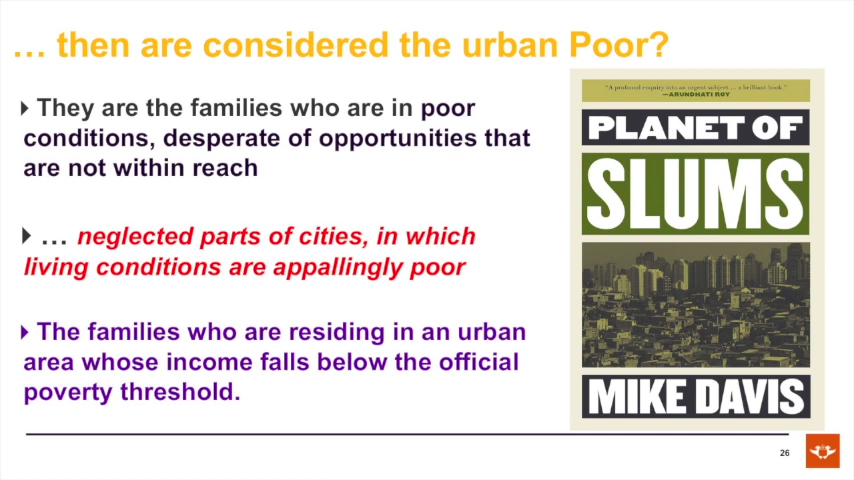 … then are considered the urban Poor?
They are the families who are in poor
conditions, desperate of opportunities that
are not within reach
… neglected parts of cities, in which
living conditions are appallingly poor
The families who are residing in an urban
area whose income falls below the official
poverty threshold.
"A profound enquiry into an urgent subject ... a brilliant book."
—ARUNDHATI ROY
PLANET OF
SLUMS
MIKE DAVIS
26